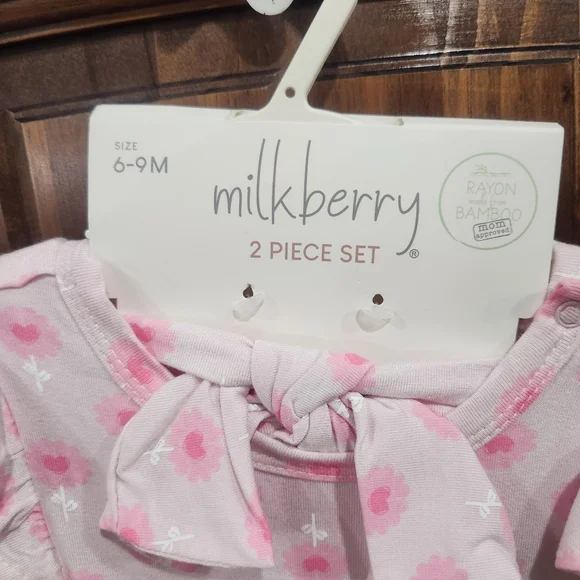 SIZE
6-9M
milkberry®
2 PIECE SET
RAYON
made from
BAMBOO
mom
approved